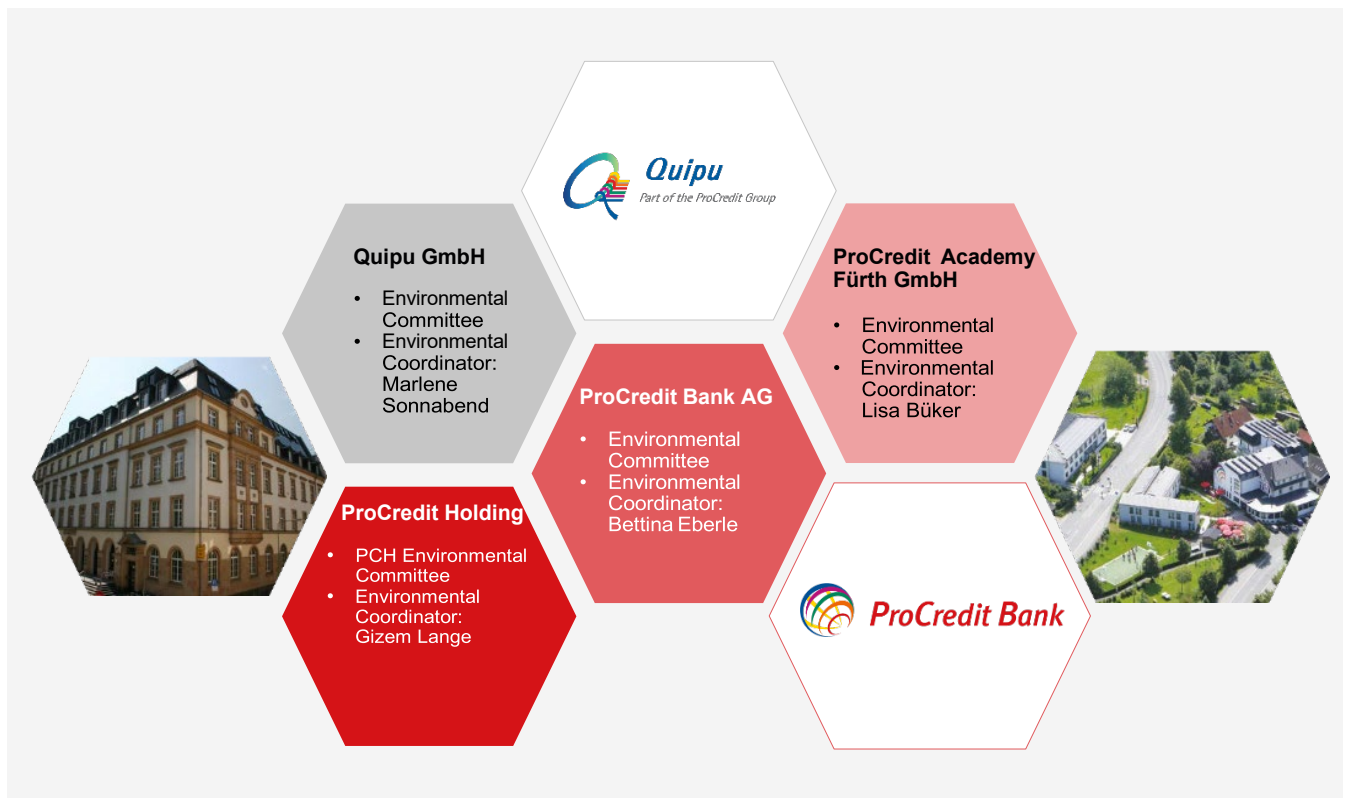 Quipu
Part of the ProCredit Group
Quipu GmbH
• Environmental
Committee
• Environmental
Coordinator:
Marlene
Sonnabend
ProCredit Academy
Fürth GmbH
• Environmental
Committee
• Environmental
Coordinator:
Lisa Büker
ProCredit Bank AG
• Environmental
Committee
• Environmental
Coordinator:
Bettina Eberle
ProCredit Holding
• PCH Environmental
Committee
• Environmental
Coordinator:
Gizem Lange
ProCredit Bank